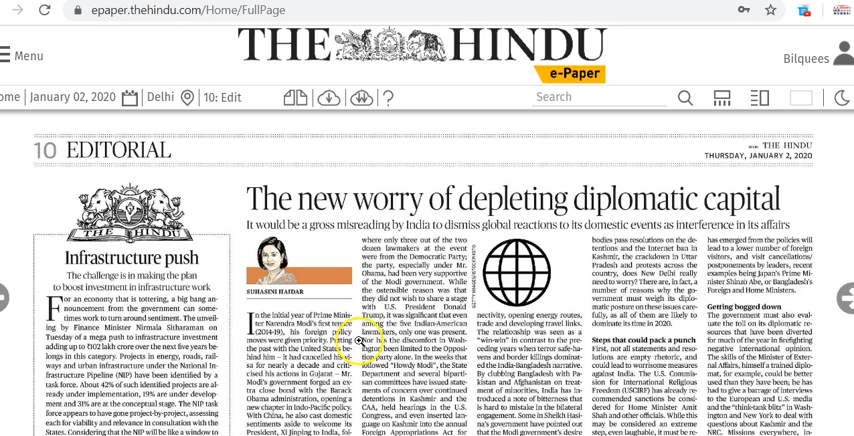 epaper.thehindu.com/Home/FullPage
Menu
THE HINDU
e-Paper
Bilquees
ome January 02, 2020 Delhi 10: Edit
Search
10 EDITORIAL
THE HINDU
THURSDAY, JANUARY 2, 2020
THE HINDU
Infrastructure push
The challenge is in making the plan
to boost investment in infrastructure work
For an economy that is tottering, a big bang an-
nouncement from the government can some-
times work to turn around sentiment. The unveil-
ing by Finance Minister Nirmala Sitharaman on
Tuesday of a mega push to infrastructure investment
adding up to ₹102 lakh crore over the next five years be-
longs in this category. Projects in energy, roads, rail-
ways and urban infrastructure under the National In-
frastructure Pipeline (NIP) have been identified by a
task force. About 42% of such identified projects are al-
ready under implementation, 19% are under develop-
ment and 31% are at the conceptual stage. The NIP task
force appears to have gone project-by-project, assessing
each for viability and relevance in consultation with the
States. Considering that the NIP will be like a window to
The new worry of depleting diplomatic capital
It would be a gross misreading by India to dismiss global reactions to its domestic events as interference in its affairs
SUHASINI HAIDAR
In the initial year of Prime Minis-
ter Narendra Modi's first term
(2014-19), his foreign policy
moves were given priority. Putting
the past with the United States be-
hind him – it had cancelled his vi-
sa for nearly a decade and criti-
cised his actions in Gujarat – Mr.
Modi's government forged an ex-
tra close bond with the Barack
Obama administration, opening a
new chapter in Indo-Pacific policy.
With China, he also cast domestic
sentiments aside to welcome its
President, Xi Jinping to India, fol-
where only three out of the two
dozen lawmakers at the event
were from the Democratic Party;
the party, especially under Mr.
Obama, had been very supportive
of the Modi government. While
the ostensible reason was that
they did not wish to share a stage
with U.S. President Donald
Trump, it was significant that even
among the five Indian-American
lawmakers, only one was present.
Nor is the discomfort in Wash-
ington been limited to the Opposi-
tion party alone. In the weeks that
followed "Howdy Modi", the State
Department and several biparti-
san committees have issued state-
ments of concern over continued
detentions in Kashmir and the
CAA, held hearings in the U.S.
Congress, and even inserted lan-
guage on Kashmir into the annual
Foreign Appropriations Act for
GETTY IMAGES/ISTOCKPHOTO
nectivity, opening energy routes,
trade and developing travel links.
The relationship was seen as a
"win-win" in contrast to the pre-
ceding years when terror safe-ha-
vens and border killings dominat-
ed the India-Bangladesh narrative.
By clubbing Bangladesh with Pa-
kistan and Afghanistan on treat-
ment of minorities, India has in-
troduced a note of bitterness that
is hard to mistake in the bilateral
engagement. Some in Sheikh Hasi-
na's government have pointed out
that the Modi government's desire
bodies pass resolutions on the de-
tentions and the Internet ban in
Kashmir, the crackdown in Uttar
Pradesh and protests across the
country, does New Delhi really
need to worry? There are, in fact, a
number of reasons why the go-
vernment must weigh its diplo-
matic posture on these issues care-
fully, as all of them are likely to
dominate its time in 2020.
Steps that could pack a punch
First, not all statements and reso-
lutions are empty rhetoric, and
could lead to worrisome measures
against India. The U.S. Commis-
sion for International Religious
Freedom (USCIRF) has already re-
commended sanctions be consi-
dered for Home Minister Amit
Shah and other officials. While this
may be considered an extreme
step, even laughable, it must be re-
has emerged from the policies will
lead to a lower number of foreign
visitors, and visit cancellations/
postponements by leaders, recent
examples being Japan's Prime Mi-
nister Shinzo Abe, or Bangladesh's
Foreign and Home Ministers.
Getting bogged down
The government must also evalu-
ate the toll on its diplomatic re-
sources that have been diverted
for much of the year in firefighting
negative international opinion.
The skills of the Minister of Exter-
nal Affairs, himself a trained diplo-
mat, for example, could be better
used than they have been; he has
had to give a barrage of interviews
to the European and U.S. media
and the "think-tank blitz" in Wash-
ington and New York to deal with
questions about Kashmir and the
NRC. Missions everywhere, in-